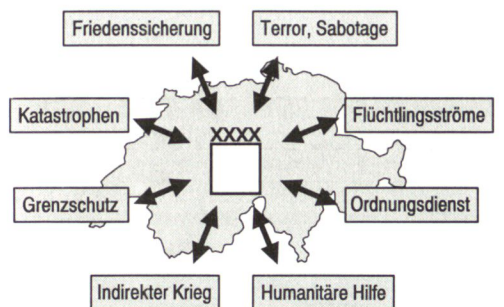 Friedenssicherung
Terror, Sabotage
Katastrophen
XXXX
Flüchtlingsströme
Grenzschutz
Ordnungsdienst
Indirekter Krieg
Humanitäre Hilfe